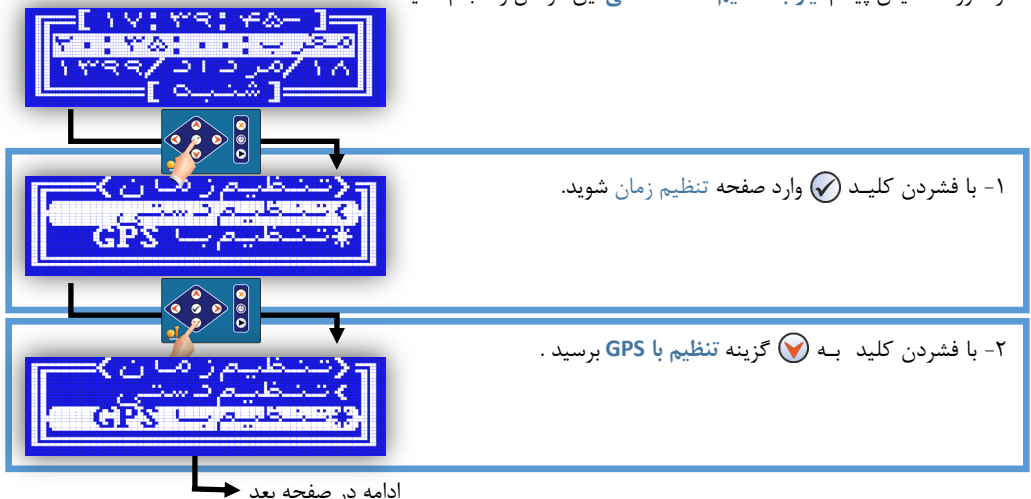 [ ۱۷:۳۹:۴۵- ]
مغرب ۲۰:۳۵:۰۰
۱۸/مرداد/۱۳۹۹
[ شنبه ]
۱- با فشردن کلیـد وارد صفحه تنظیم زمان شوید.
<تنظیم زمان>
>تنظیم دستی
*تنظیم با GPS
۲- با فشردن کلید بـه گزینه تنظیم با GPS برسید .
<تنظیم زمان>
>تنظیم دستی
*تنظیم با GPS
ادامه در صفحه بعد